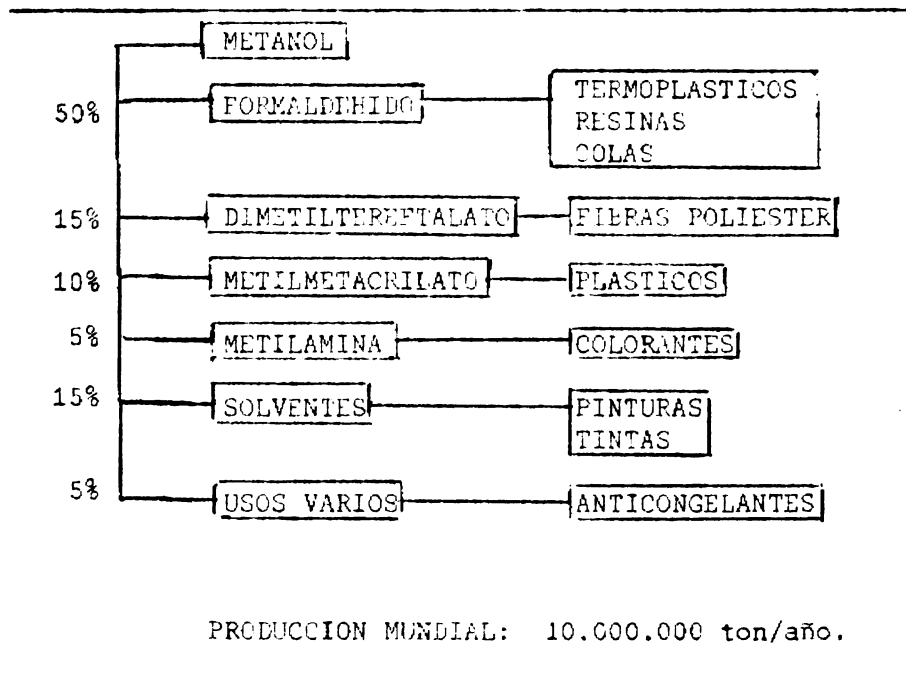 METANOL
50% FORMALDEHIDO TERMOPLASTICOS
RESINAS
COLAS
15% DIMETILTEREFTALATO FIBRAS POLIESTER
10% METILMETACRILATO PLASTICOS
5% METILAMINA COLORANTES
15% SOLVENTES PINTURAS
TINTAS
5% USOS VARIOS ANTICONGELANTES
PRODUCCION MUNDIAL: 10.000.000 ton/año.